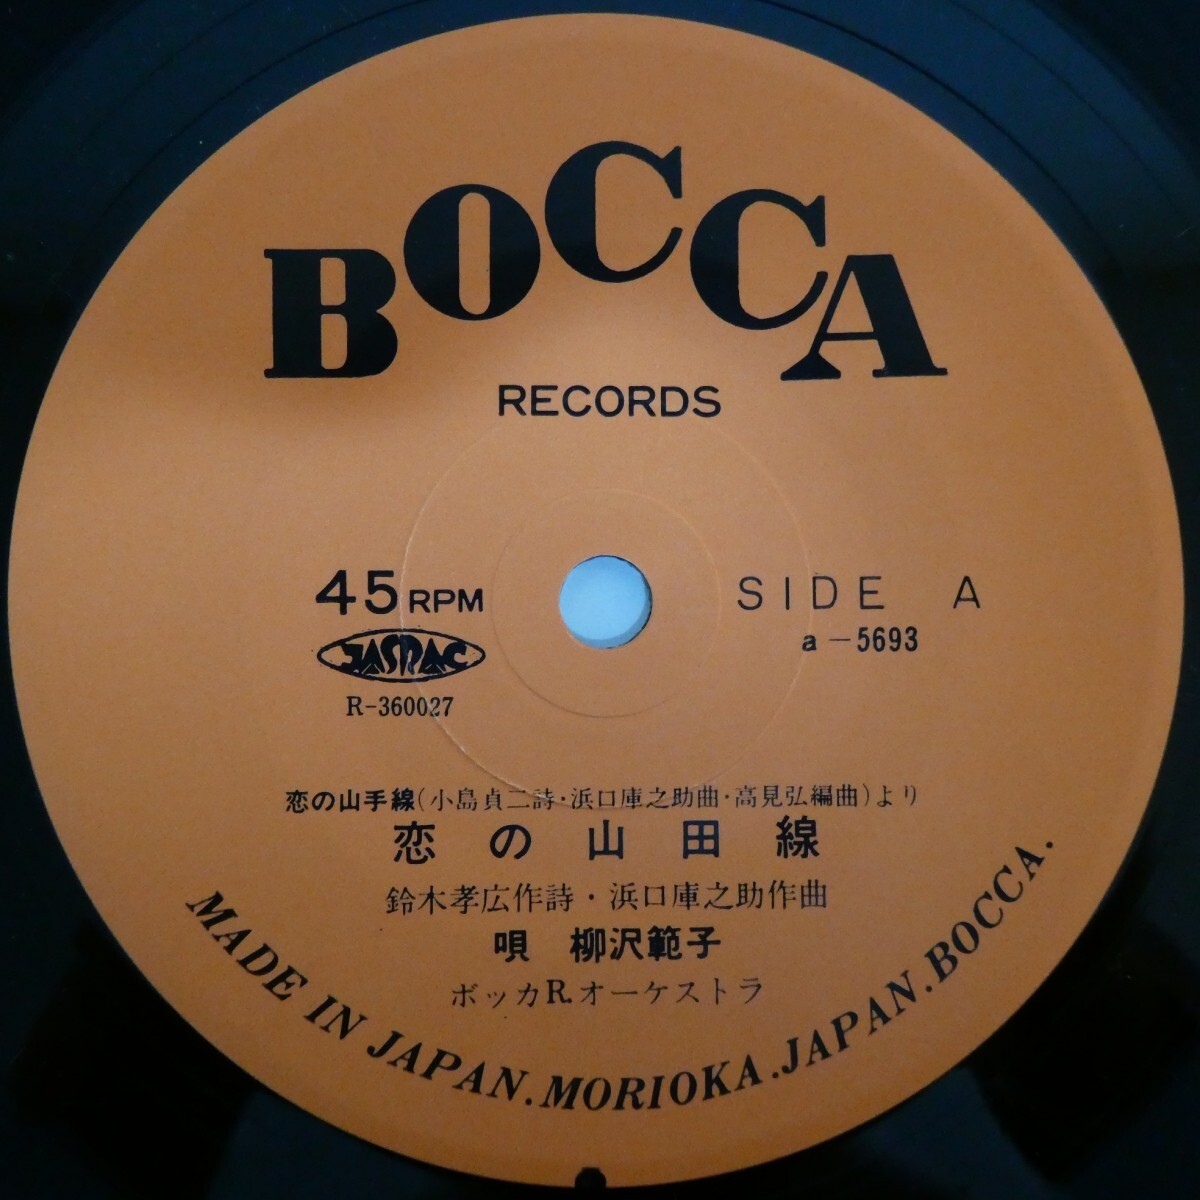 BOCCA
RECORDS
45 RPM
SIDE A
a-5693
JASRAC
R-360027
恋の山手線(小島貞二詩・浜口庫之助曲・高見弘編曲)より
恋の山田線
鈴木孝広作詩・浜口庫之助作曲
唄 柳沢範子
ボッカR.オーケストラ
MADE IN JAPAN.MORIOKA.JAPAN.BOCCA.